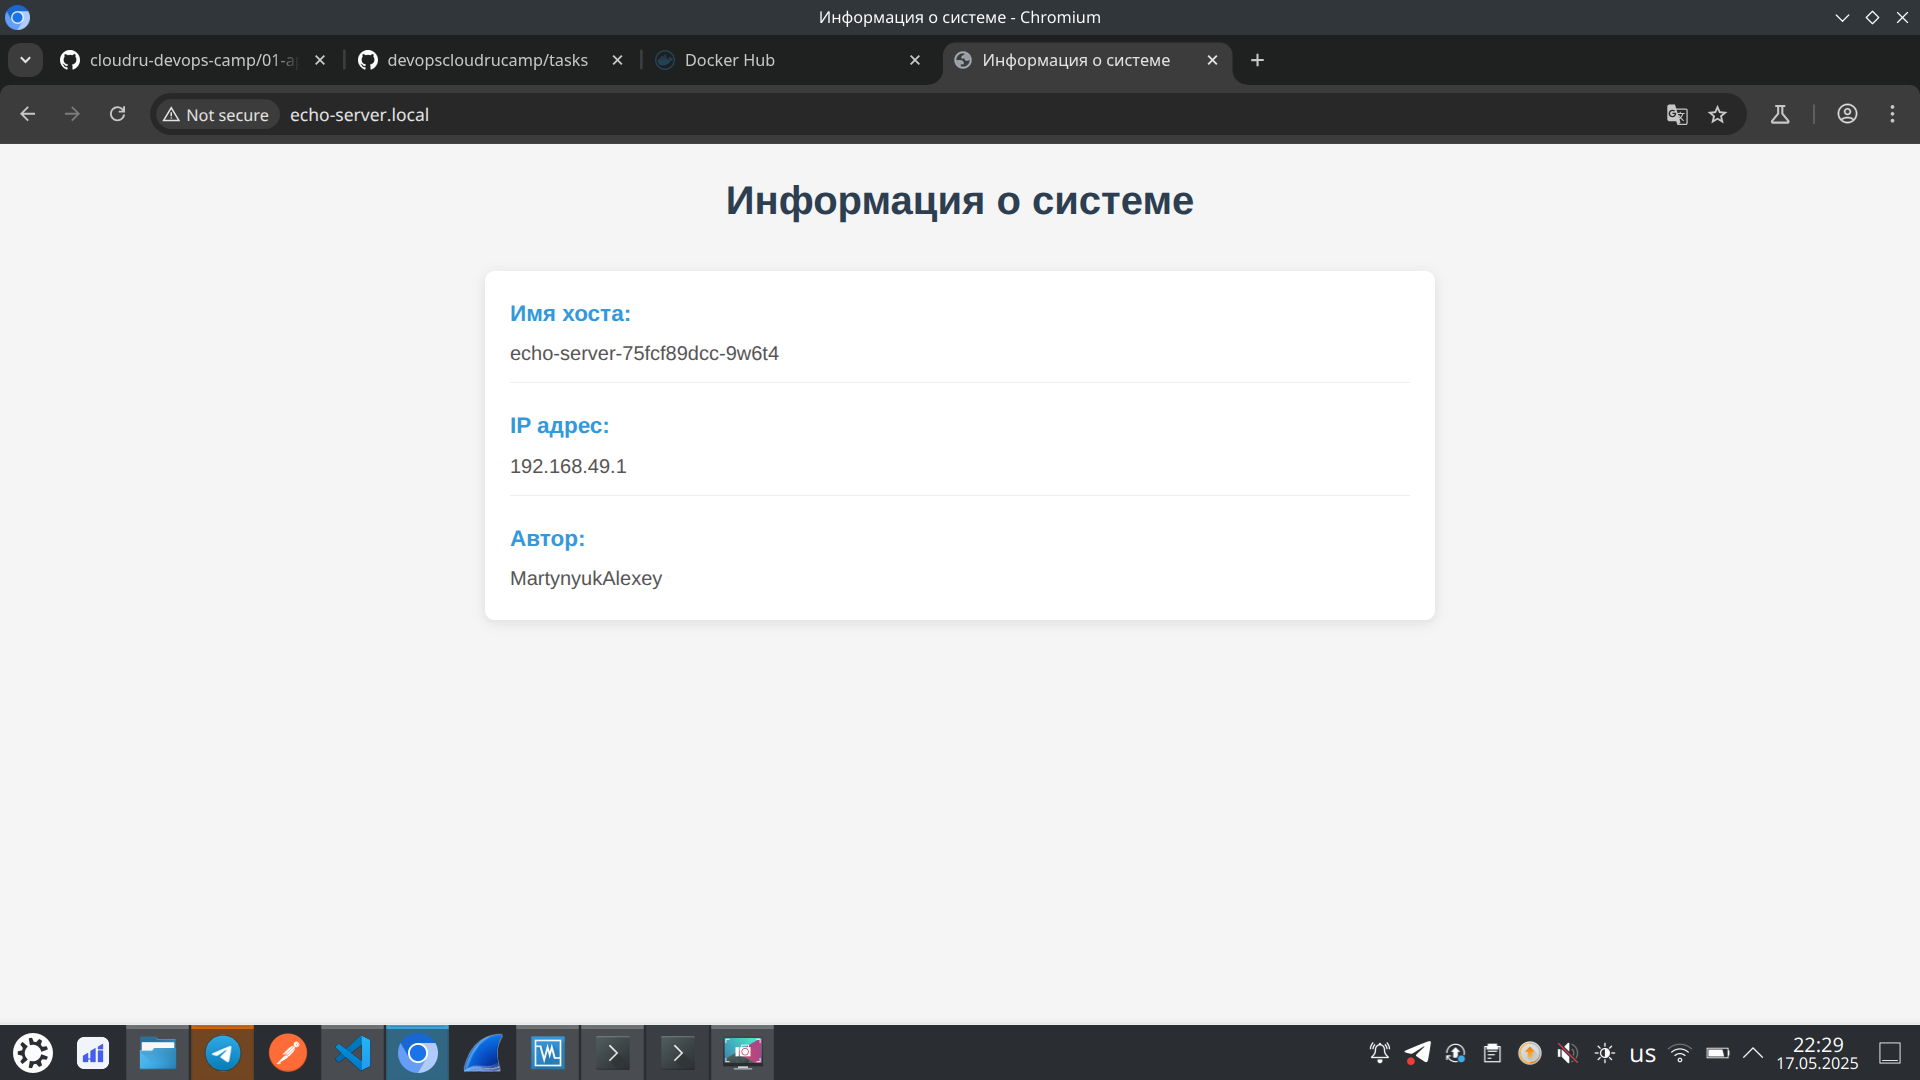 Информация о системе - Chromium
cloudru-devops-camp/01-a
devopscloudrucamp/tasks
Docker Hub
Информация о системе
Not secure
echo-server.local
Информация о системе
Имя хоста:
echo-server-75fcf89dcc-9w6t4
IP адрес:
192.168.49.1
Автор:
MartynyukAlexey
us
22:29
17.05.2025